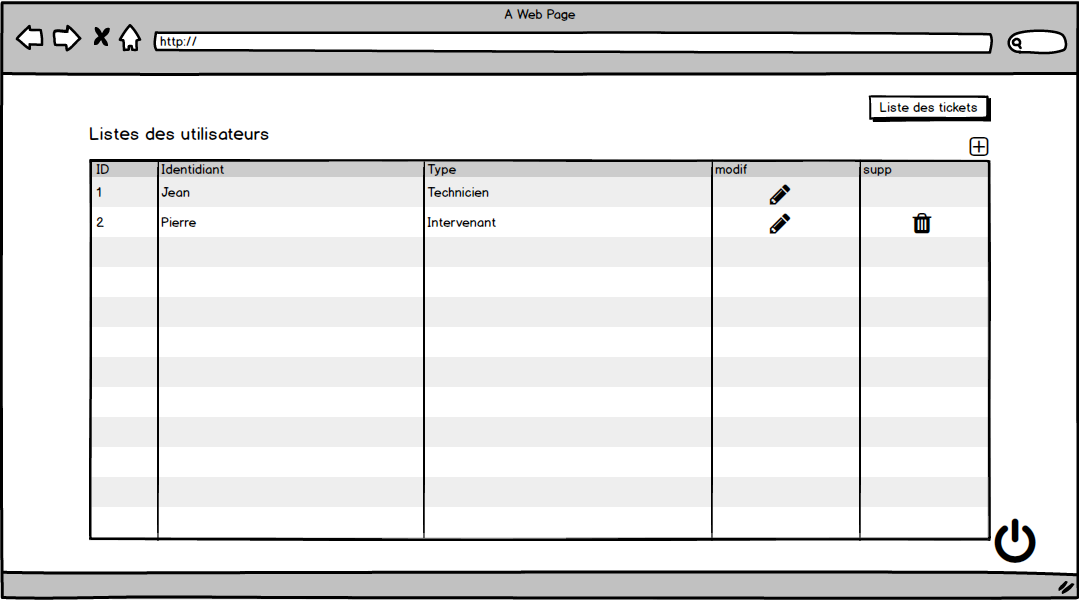 A Web Page
http://
Liste des tickets
Listes des utilisateurs
ID Identidiant Type modif supp
1 Jean Technicien
2 Pierre Intervenant